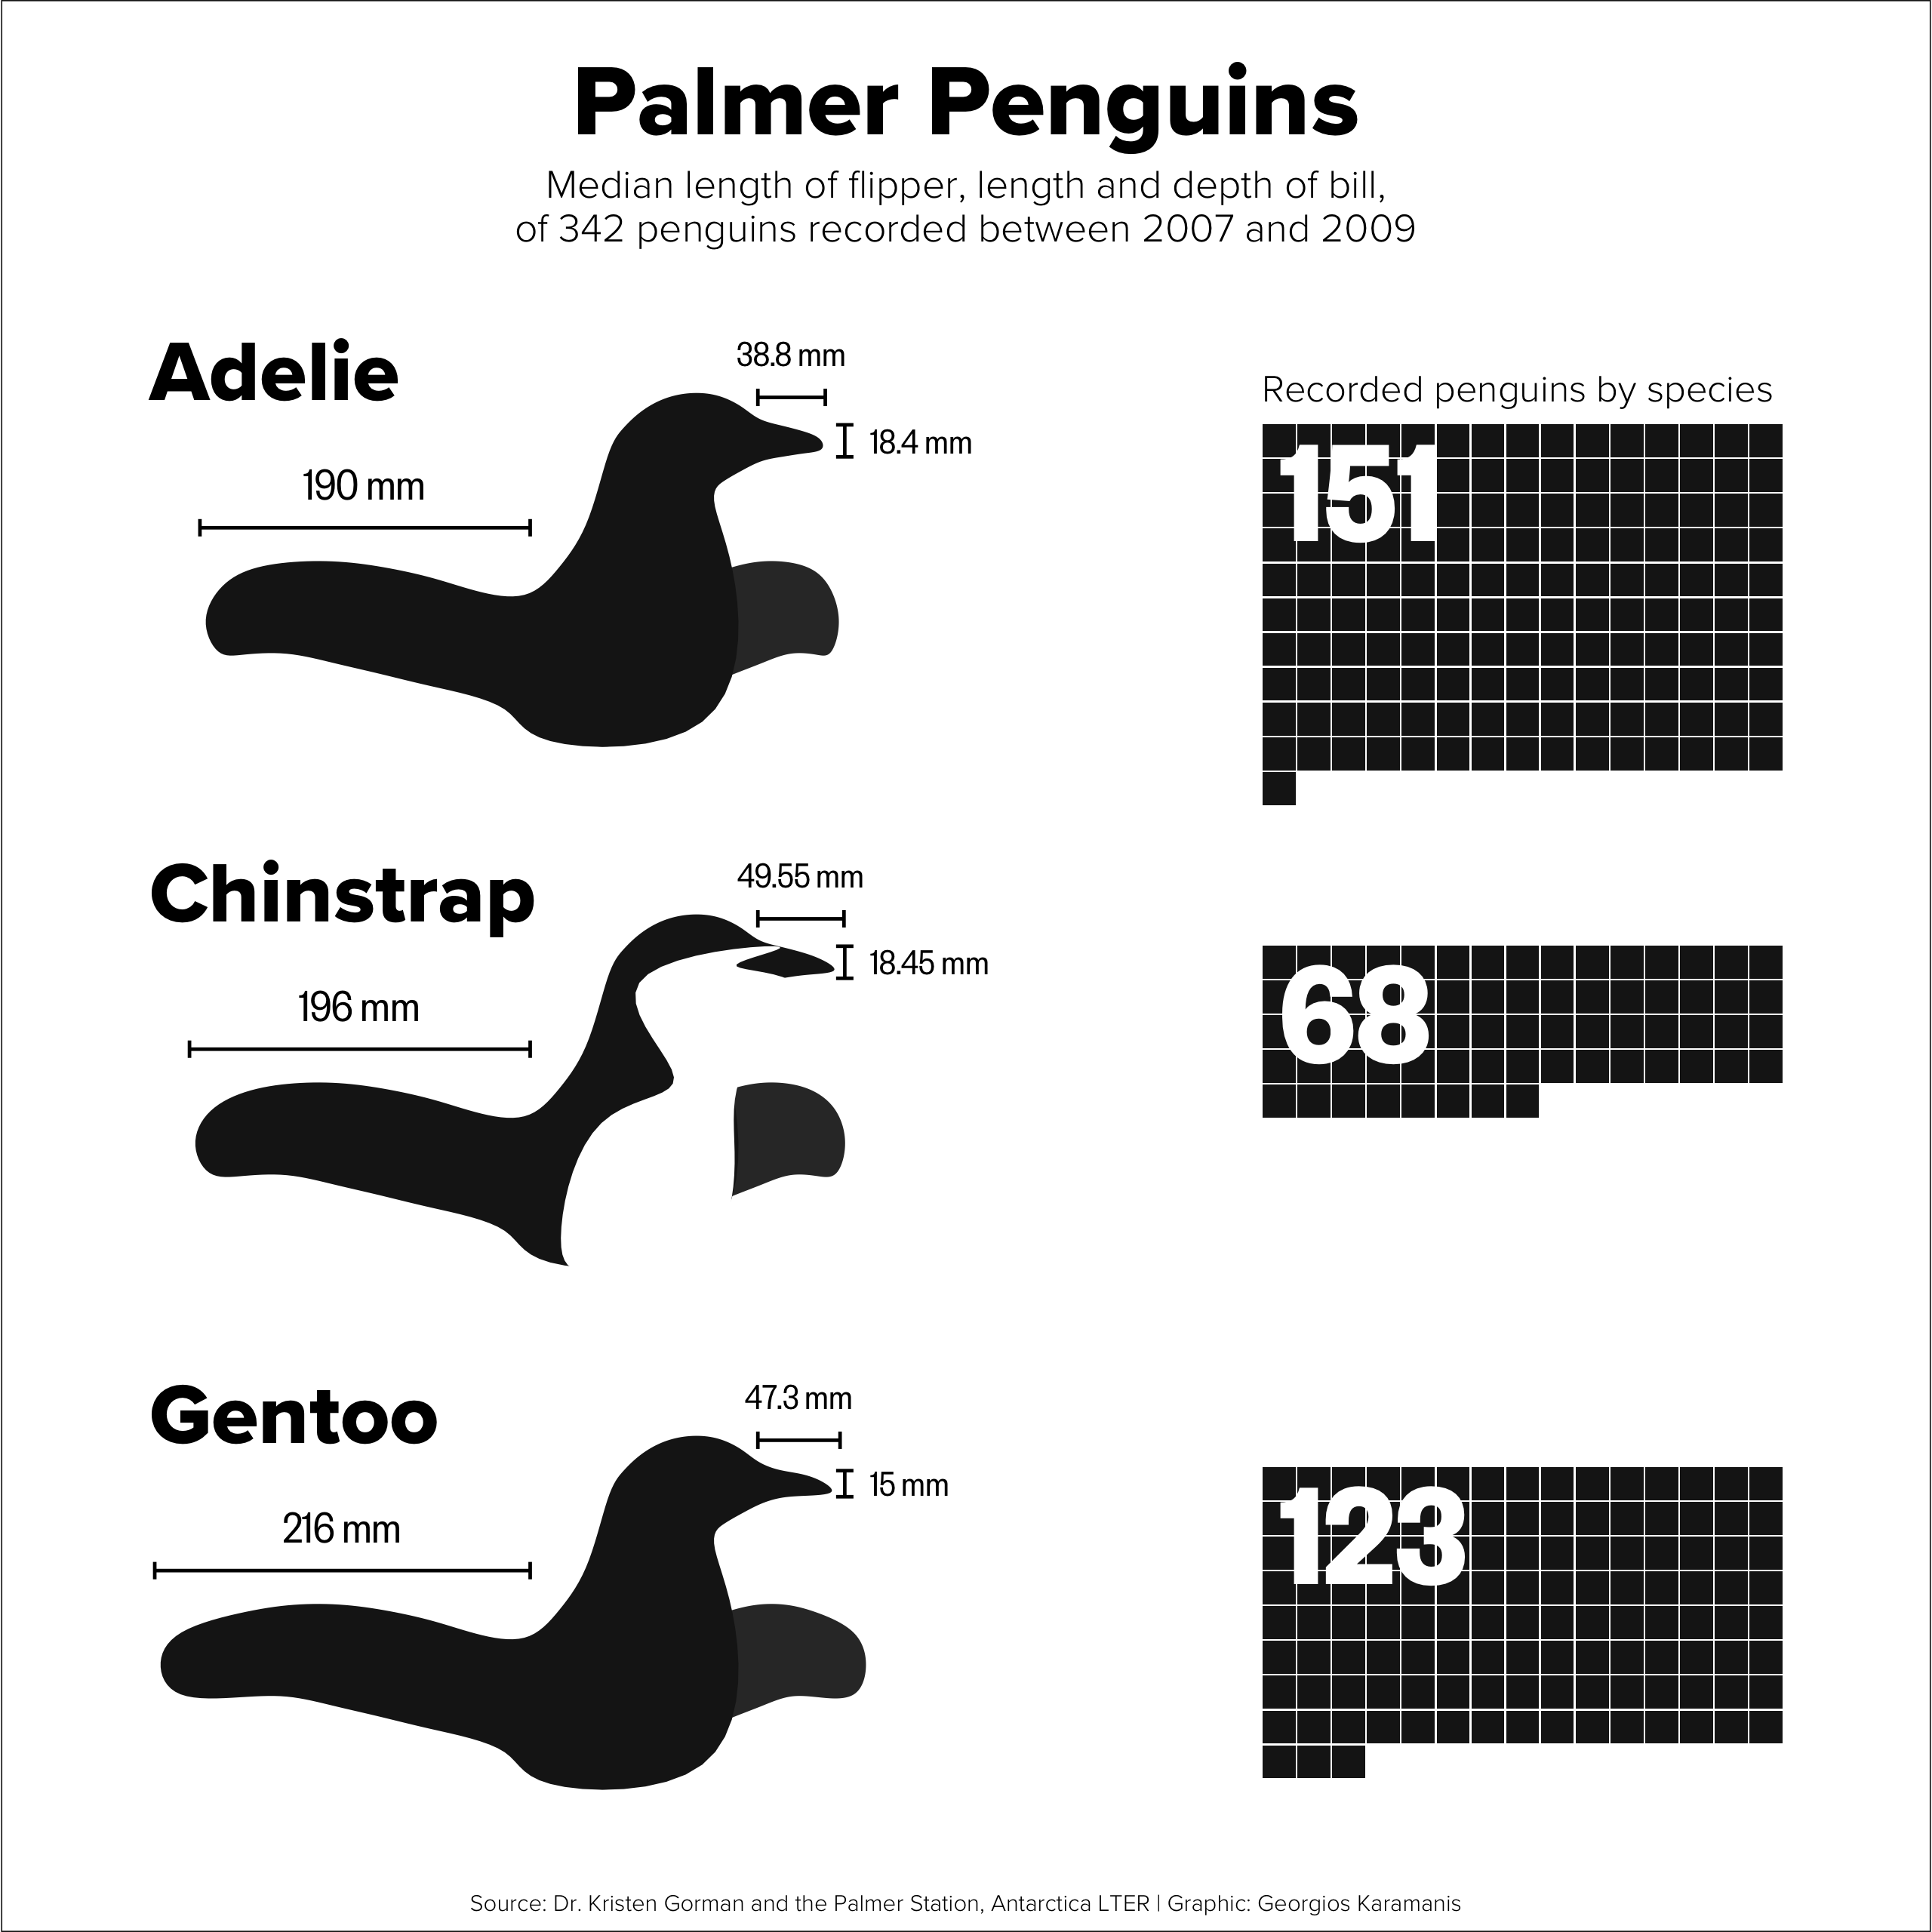 Palmer Penguins
Median length of flipper, length and depth of bill,
of 342 penguins recorded between 2007 and 2009
Adelie
38.8 mm
18.4 mm
190 mm
Recorded penguins by species
151
Chinstrap
49.55 mm
18.45 mm
196 mm
68
Gentoo
47.3 mm
15 mm
216 mm
123
Source: Dr. Kristen Gorman and the Palmer Station, Antarctica LTER | Graphic: Georgios Karamanis